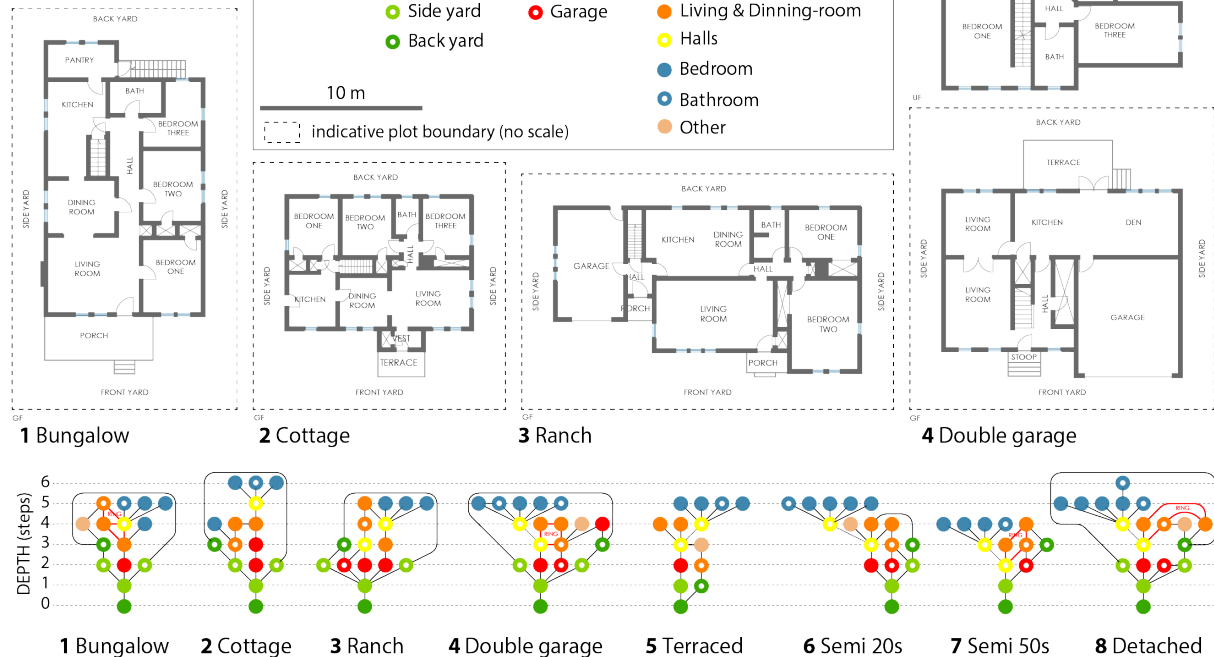 Side yard
Garage
Living & Dinning-room
Back yard
Halls
Bedroom
Bathroom
Other
10 m
indicative plot boundary (no scale)
BACK YARD
PANTRY
KITCHEN
BATH
BEDROOM
THREE
HALL
BEDROOM
TWO
DINING
ROOM
LIVING
ROOM
BEDROOM
ONE
PORCH
SIDE YARD
SIDE YARD
FRONT YARD
GF
1 Bungalow
BACK YARD
BEDROOM
ONE
BEDROOM
TWO
BATH
BEDROOM
THREE
HALL
KITCHEN
DINING
ROOM
LIVING
ROOM
VEST
TERRACE
SIDE YARD
SIDE YARD
FRONT YARD
GF
2 Cottage
BACK YARD
GARAGE
HALL
PORCH
KITCHEN
DINING
ROOM
BATH
BEDROOM
ONE
HALL
LIVING
ROOM
BEDROOM
TWO
PORCH
SIDE YARD
SIDE YARD
FRONT YARD
GF
3 Ranch
BEDROOM
ONE
HALL
BATH
BEDROOM
THREE
UF
BACK YARD
TERRACE
LIVING
ROOM
KITCHEN
DEN
LIVING
ROOM
HALL
GARAGE
STOOP
SIDE YARD
SIDE YARD
FRONT YARD
GF
4 Double garage
DEPTH (steps)
6
5
4
3
2
1
0
RING
RING
RING
RING
1 Bungalow
2 Cottage
3 Ranch
4 Double garage
5 Terraced
6 Semi 20s
7 Semi 50s
8 Detached